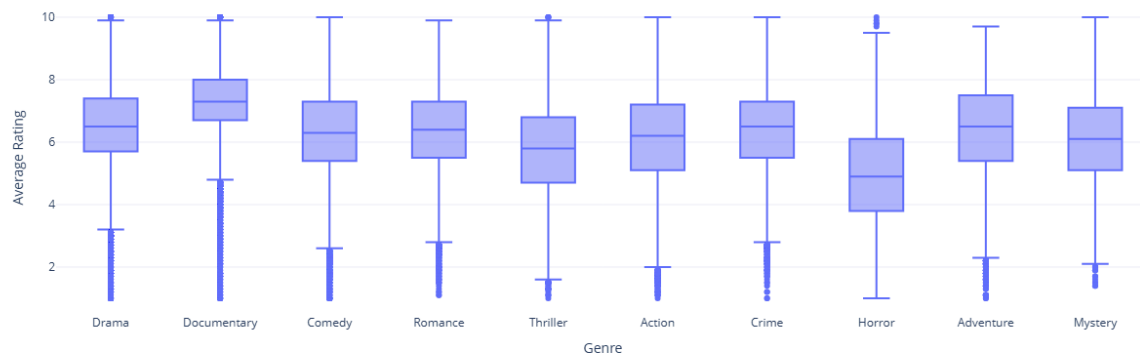 10
8
6
4
2
Average Rating
Drama Documentary Comedy Romance Thriller Action Crime Horror Adventure Mystery
Genre